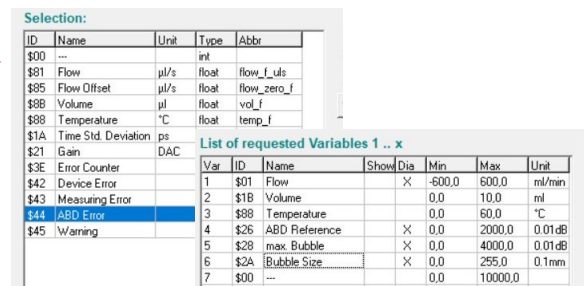 Selection:
ID Name Unit Type Abbr
$00 --- int
$81 Flow µl/s float flow_f_uls
$85 Flow Offset µl/s float flow_zero_f
$8B Volume µl float vol_f
$88 Temperature °C float temp_f
$1A Time Std. Deviation ps
$21 Gain DAC
$3E Error Counter
$42 Device Error
$43 Measuring Error
$44 ABD Error
$45 Warning
List of requested Variables 1 .. x
Var ID Name Show Dia Min Max Unit
1 $01 Flow X -600,0 600,0 ml/min
2 $1B Volume 0,0 10,0 ml
3 $88 Temperature 0,0 60,0 °C
4 $26 ABD Reference X 0,0 2000,0 0.01dB
5 $28 max. Bubble X 0,0 4000,0 0.01dB
6 $2A Bubble Size X 0,0 255,0 0.1mm
7 $00 --- 0,0 10000,0